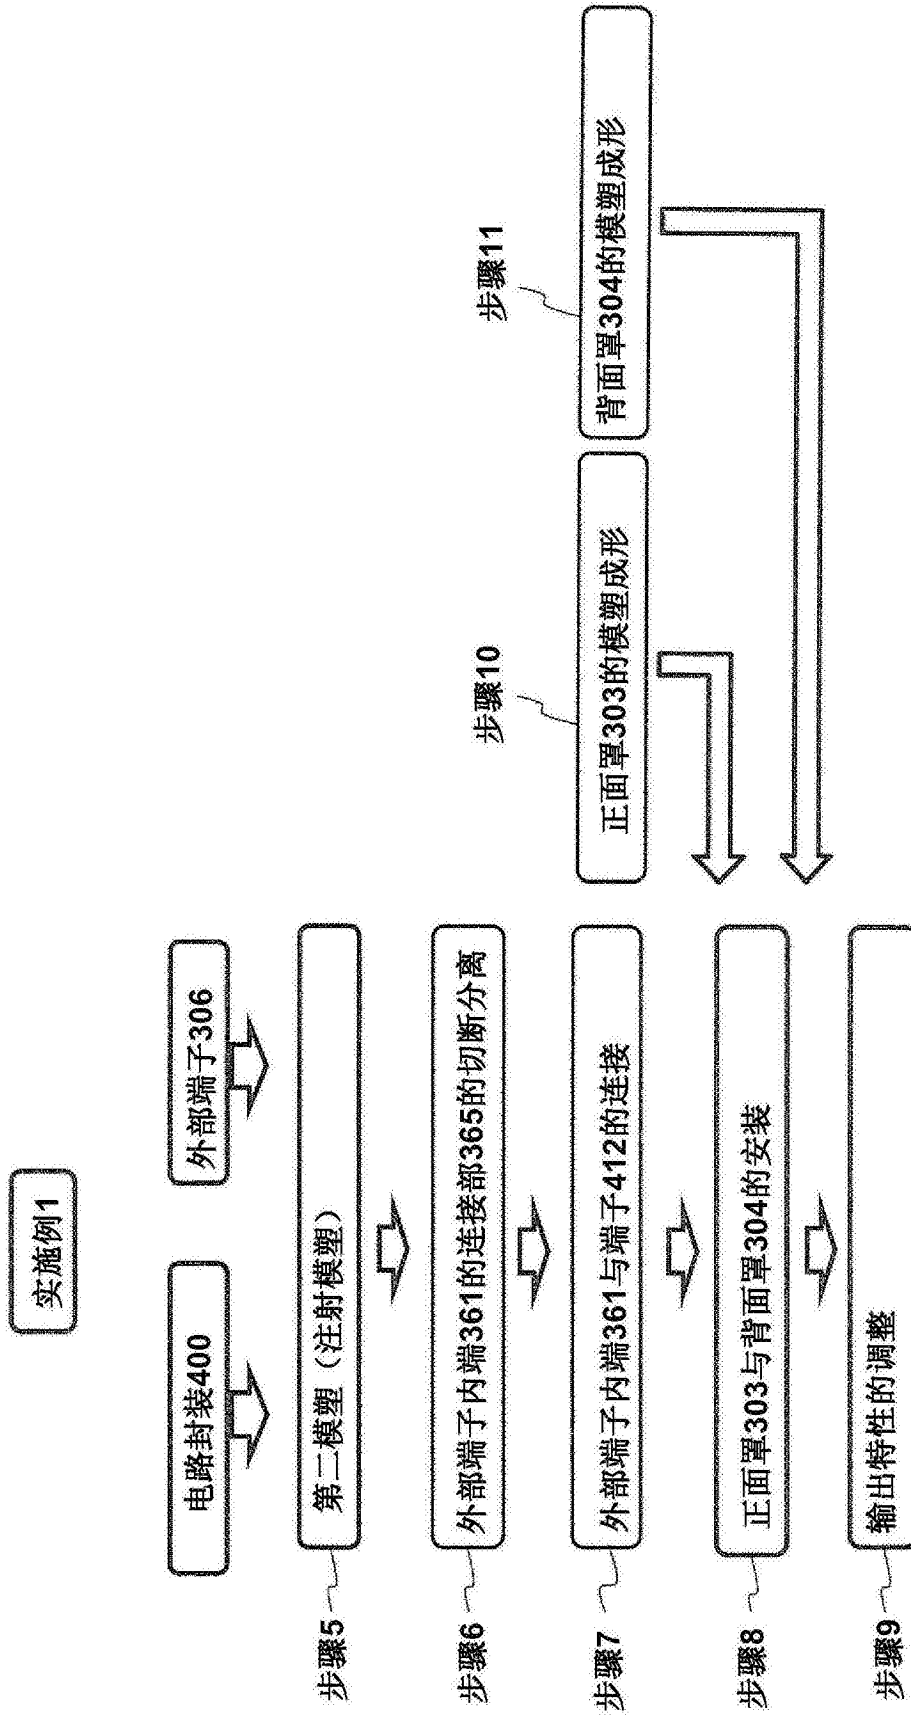 实施例1
电路封装400
外部端子306
步骤5
第二模塑（注射模塑）
步骤6
外部端子内端361的连接部365的切断分离
步骤7
外部端子内端361与端子412的连接
步骤10
正面罩303的模塑成形
步骤11
背面罩304的模塑成形
步骤8
正面罩303与背面罩304的安装
步骤9
输出特性的调整